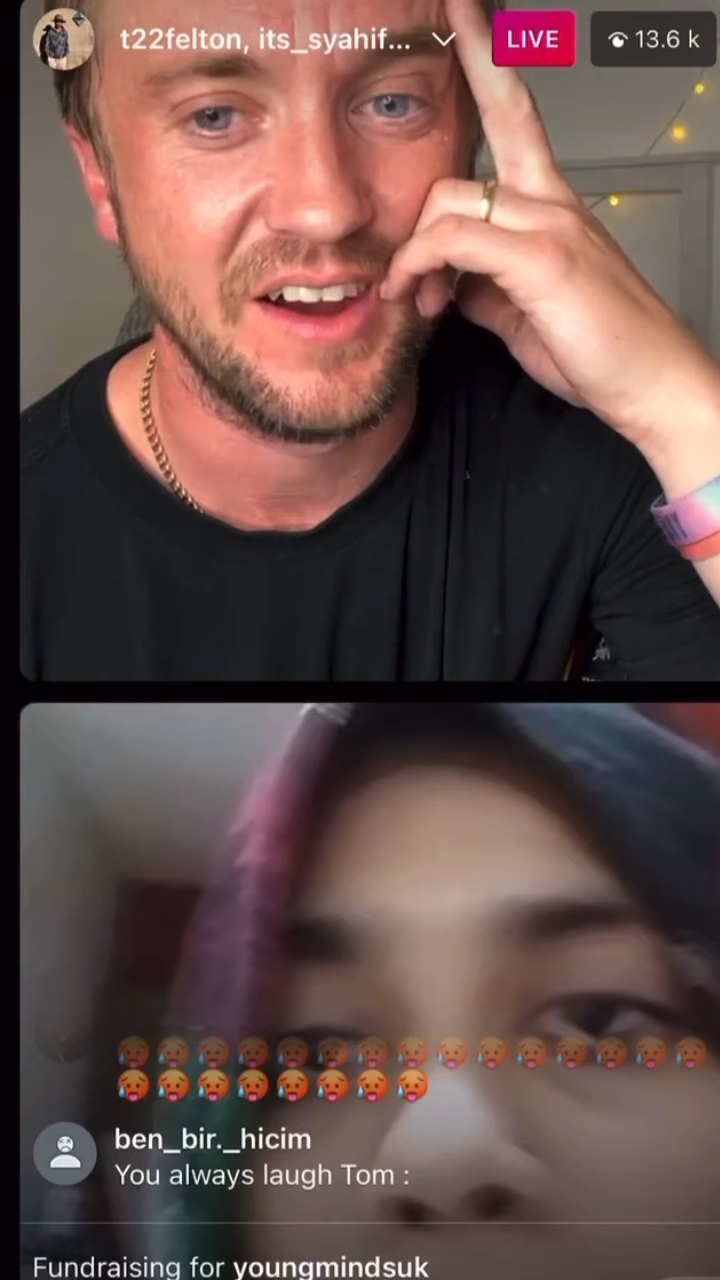 t22felton, its_syahif...
LIVE
13.6 k
🥵🥵🥵🥵🥵🥵🥵🥵🥵🥵🥵🥵🥵🥵🥵
🥵🥵🥵🥵🥵🥵🥵🥵
ben_bir._hicim
You always laugh Tom :
Fundraising for youngmindsuk